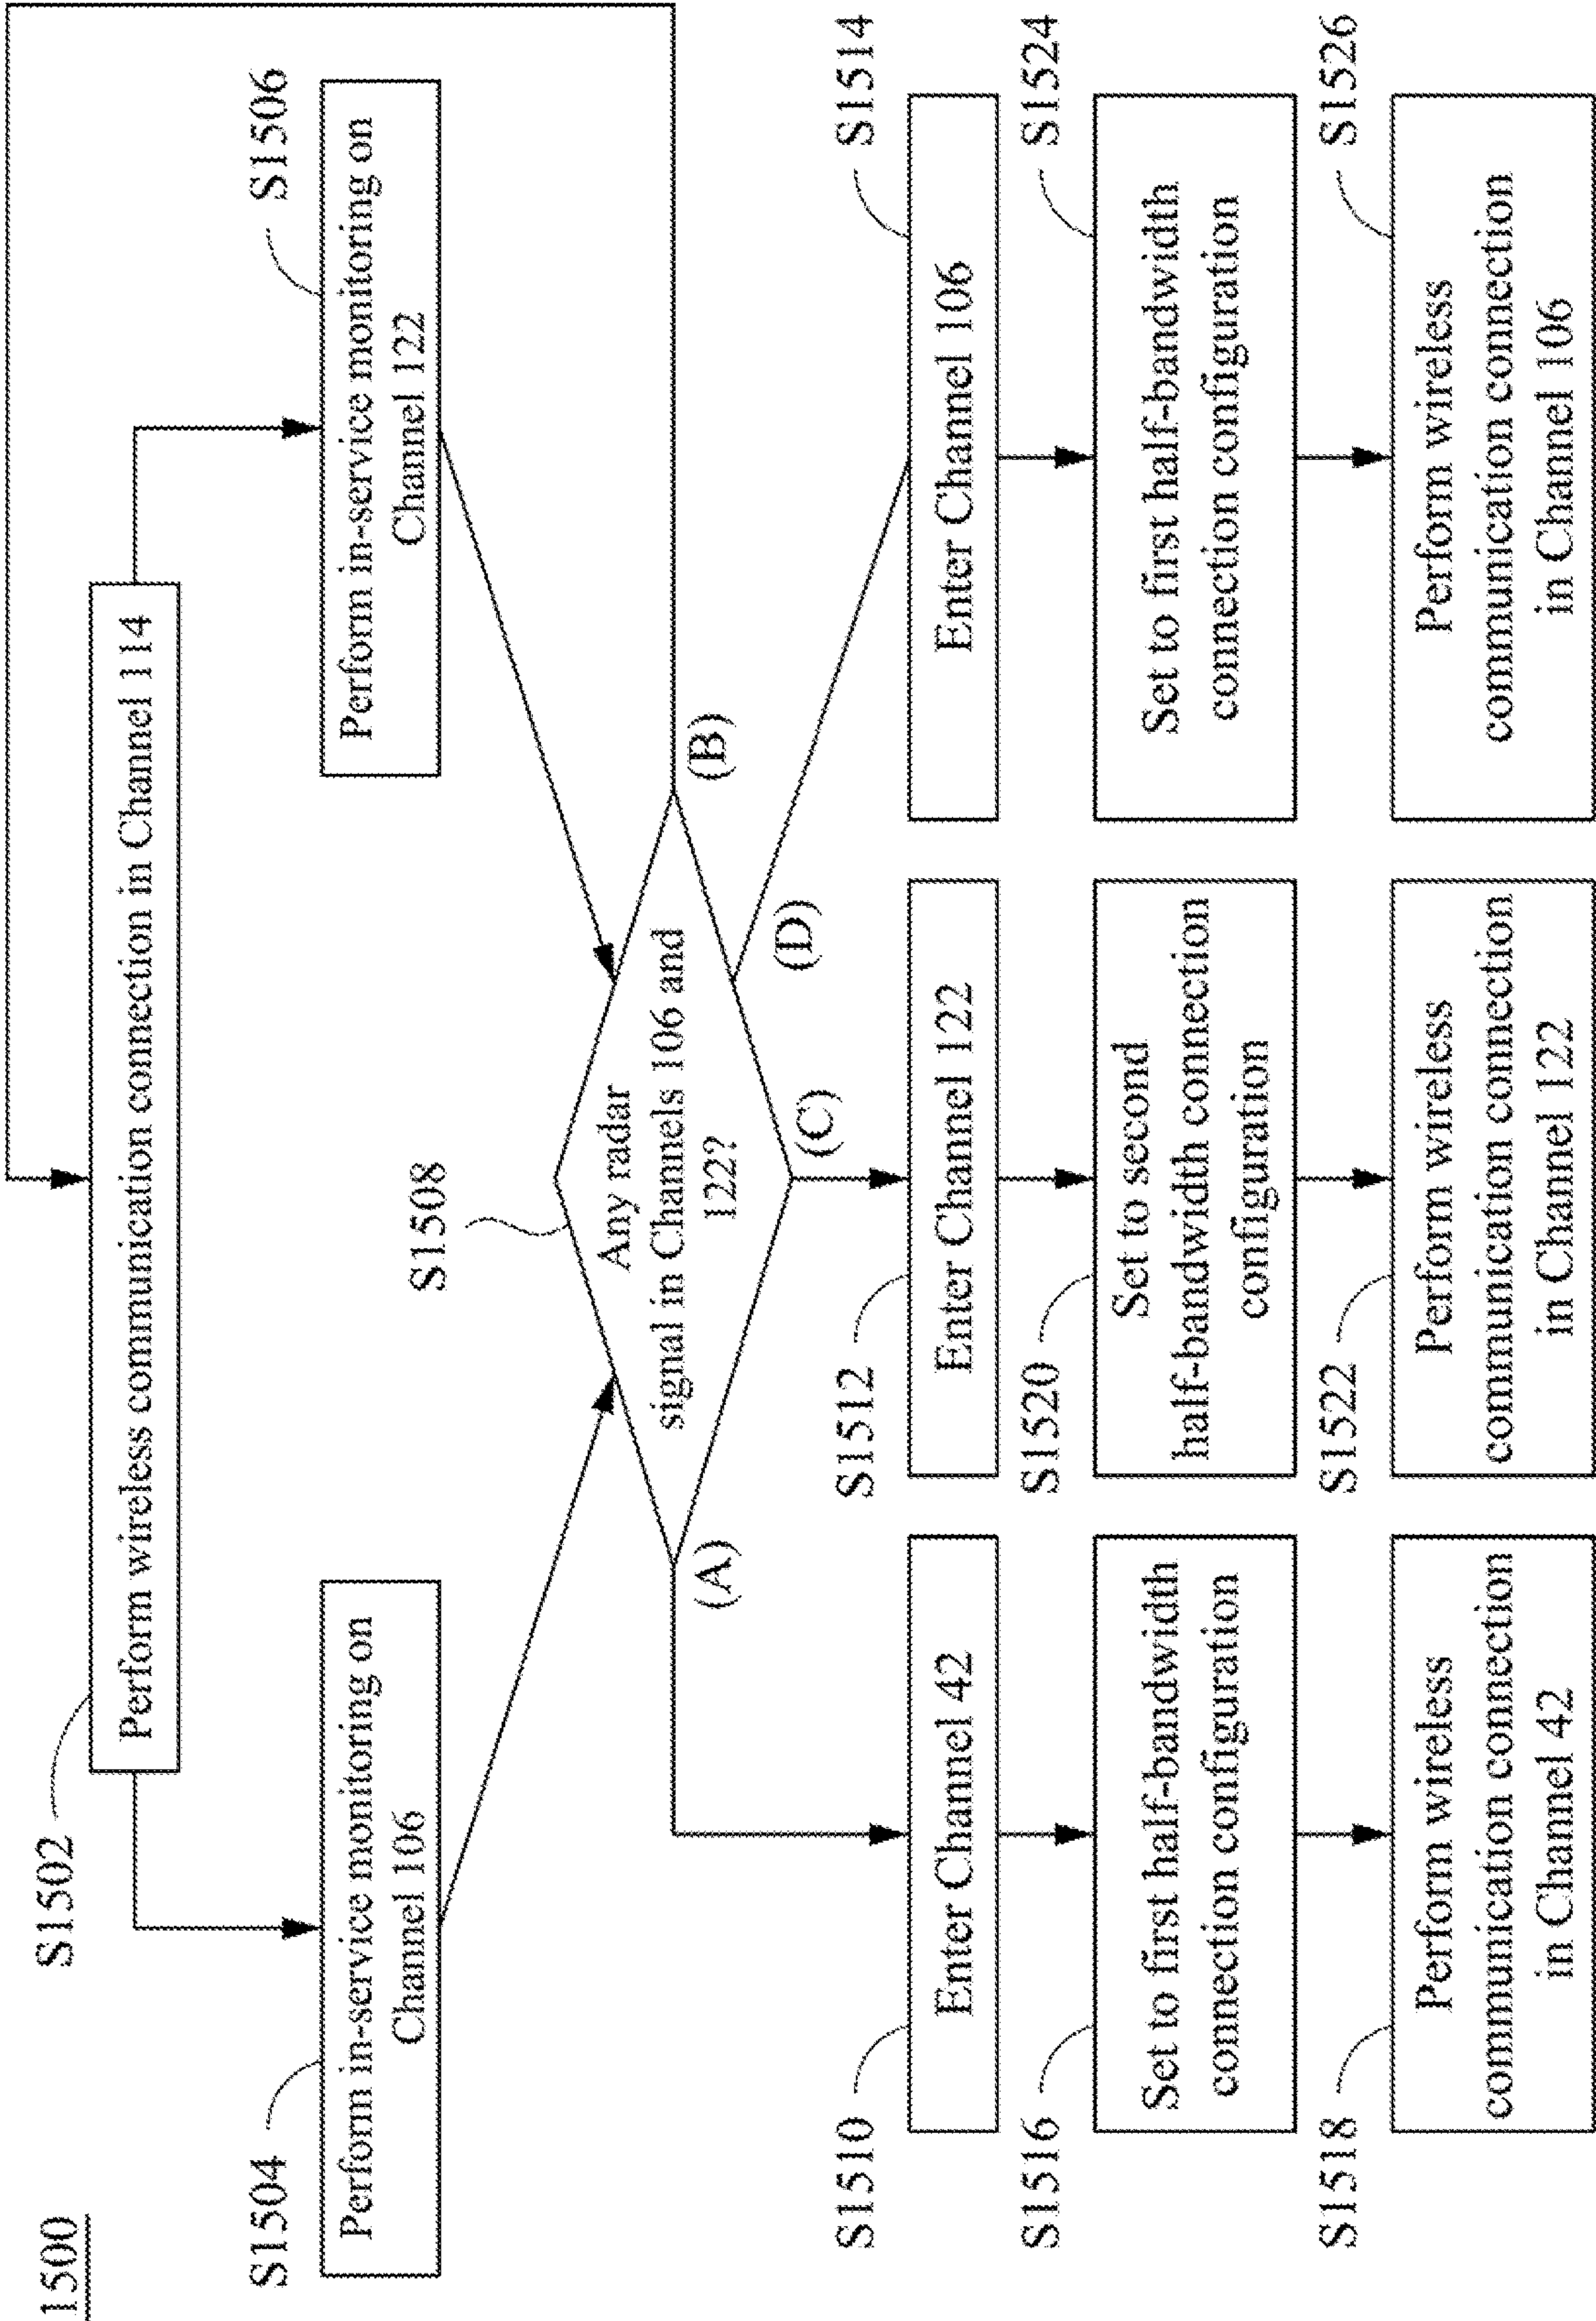 1500
S1502
Perform wireless communication connection in Channel 114
S1504
Perform in-service monitoring on
Channel 106
S1506
Perform in-service monitoring on
Channel 122
S1508
Any radar
signal in Channels 106 and
122?
(A)
(B)
(C)
(D)
S1510
Enter Channel 42
S1512
Enter Channel 122
S1514
Enter Channel 106
S1516
Set to first half-bandwidth
connection configuration
S1520
Set to second
half-bandwidth connection
configuration
S1524
Set to first half-bandwidth
connection configuration
S1518
Perform wireless
communication connection
in Channel 42
S1522
Perform wireless
communication connection
in Channel 122
S1526
Perform wireless
communication connection
in Channel 106